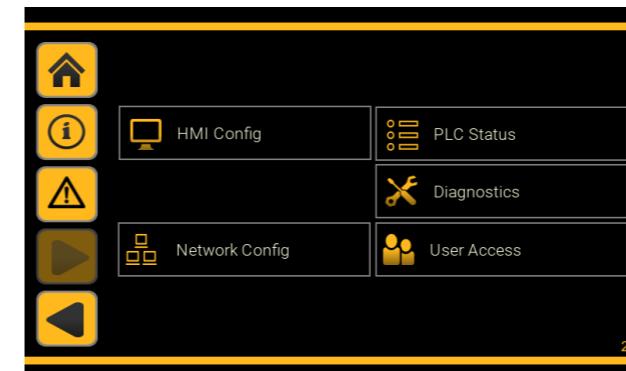 HMI Config
PLC Status
Diagnostics
Network Config
User Access